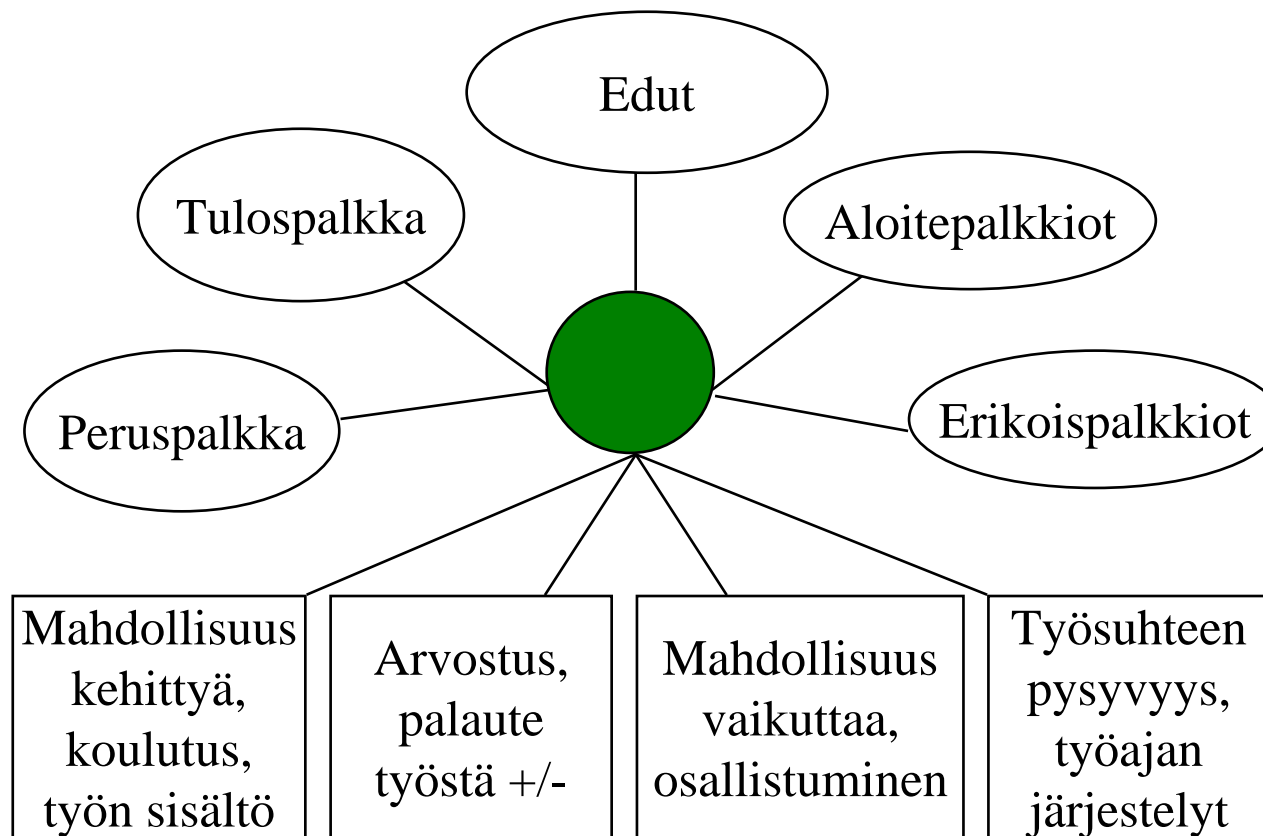 Edut
Tulospalkka
Aloitepalkkiot
Peruspalkka
Erikoispalkkiot
Mahdollisuus
kehittyä,
koulutus,
työn sisältö
Arvostus,
palaute
työstä +/-
Mahdollisuus
vaikuttaa,
osallistuminen
Työsuhteen
pysyvyys,
työajan
järjestelyt